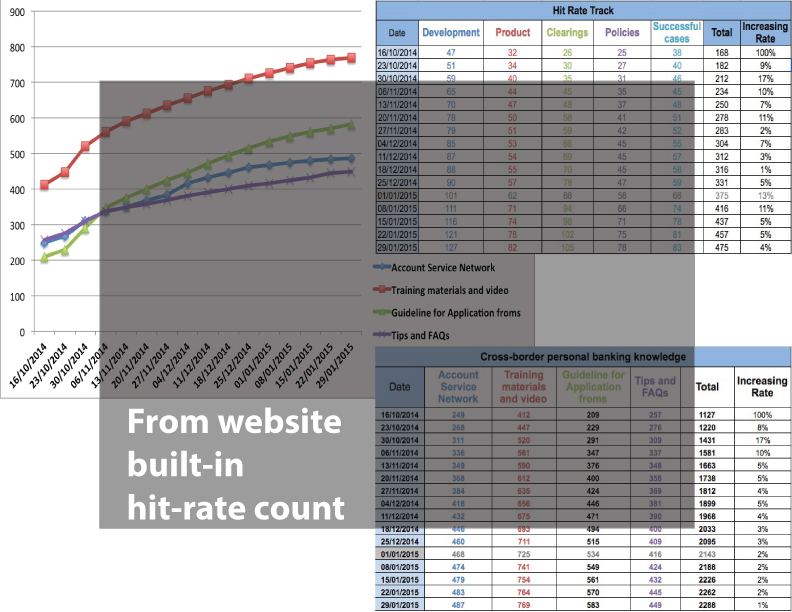 900
800
700
600
500
400
300
200
100
0
16/10/2014 23/10/2014 30/10/2014 06/11/2014 13/11/2014 20/11/2014 27/11/2014 04/12/2014 11/12/2014 18/12/2014 25/12/2014 01/01/2015 08/01/2015 15/01/2015 22/01/2015 29/01/2015
Hit Rate Track
Date Development Product Clearings Policies Successful cases Total Increasing Rate
16/10/2014 47 32 26 25 38 168 100%
23/10/2014 51 34 30 27 40 182 9%
30/10/2014 59 40 35 31 46 212 17%
06/11/2014 65 44 45 35 45 234 10%
13/11/2014 70 47 48 37 48 250 7%
20/11/2014 78 50 58 41 51 278 11%
27/11/2014 79 51 59 42 52 283 2%
04/12/2014 85 53 66 45 55 304 7%
11/12/2014 87 54 69 45 57 312 3%
18/12/2014 88 55 70 45 58 316 1%
25/12/2014 90 57 78 47 59 331 5%
01/01/2015 101 62 88 58 66 375 13%
08/01/2015 111 71 94 66 74 416 11%
15/01/2015 116 74 98 71 78 437 5%
22/01/2015 121 78 102 75 81 457 5%
29/01/2015 127 82 105 78 83 475 4%
Account Service Network
Training materials and video
Guideline for Application froms
Tips and FAQs
Cross-border personal banking knowledge
Date Account Service Network Training materials and video Guideline for Application froms Tips and FAQs Total Increasing Rate
16/10/2014 249 412 209 257 1127 100%
23/10/2014 268 447 229 276 1220 8%
30/10/2014 311 520 291 309 1431 17%
06/11/2014 336 561 347 337 1581 10%
13/11/2014 349 590 376 348 1663 5%
20/11/2014 368 612 400 358 1738 5%
27/11/2014 384 635 424 369 1812 4%
04/12/2014 416 656 446 381 1899 5%
11/12/2014 432 675 471 390 1968 4%
18/12/2014 446 693 494 400 2033 3%
25/12/2014 460 711 515 409 2095 3%
01/01/2015 468 725 534 416 2143 2%
08/01/2015 474 741 549 424 2188 2%
15/01/2015 479 754 561 432 2226 2%
22/01/2015 483 764 570 445 2262 2%
29/01/2015 487 769 583 449 2288 1%
From website
built-in
hit-rate count